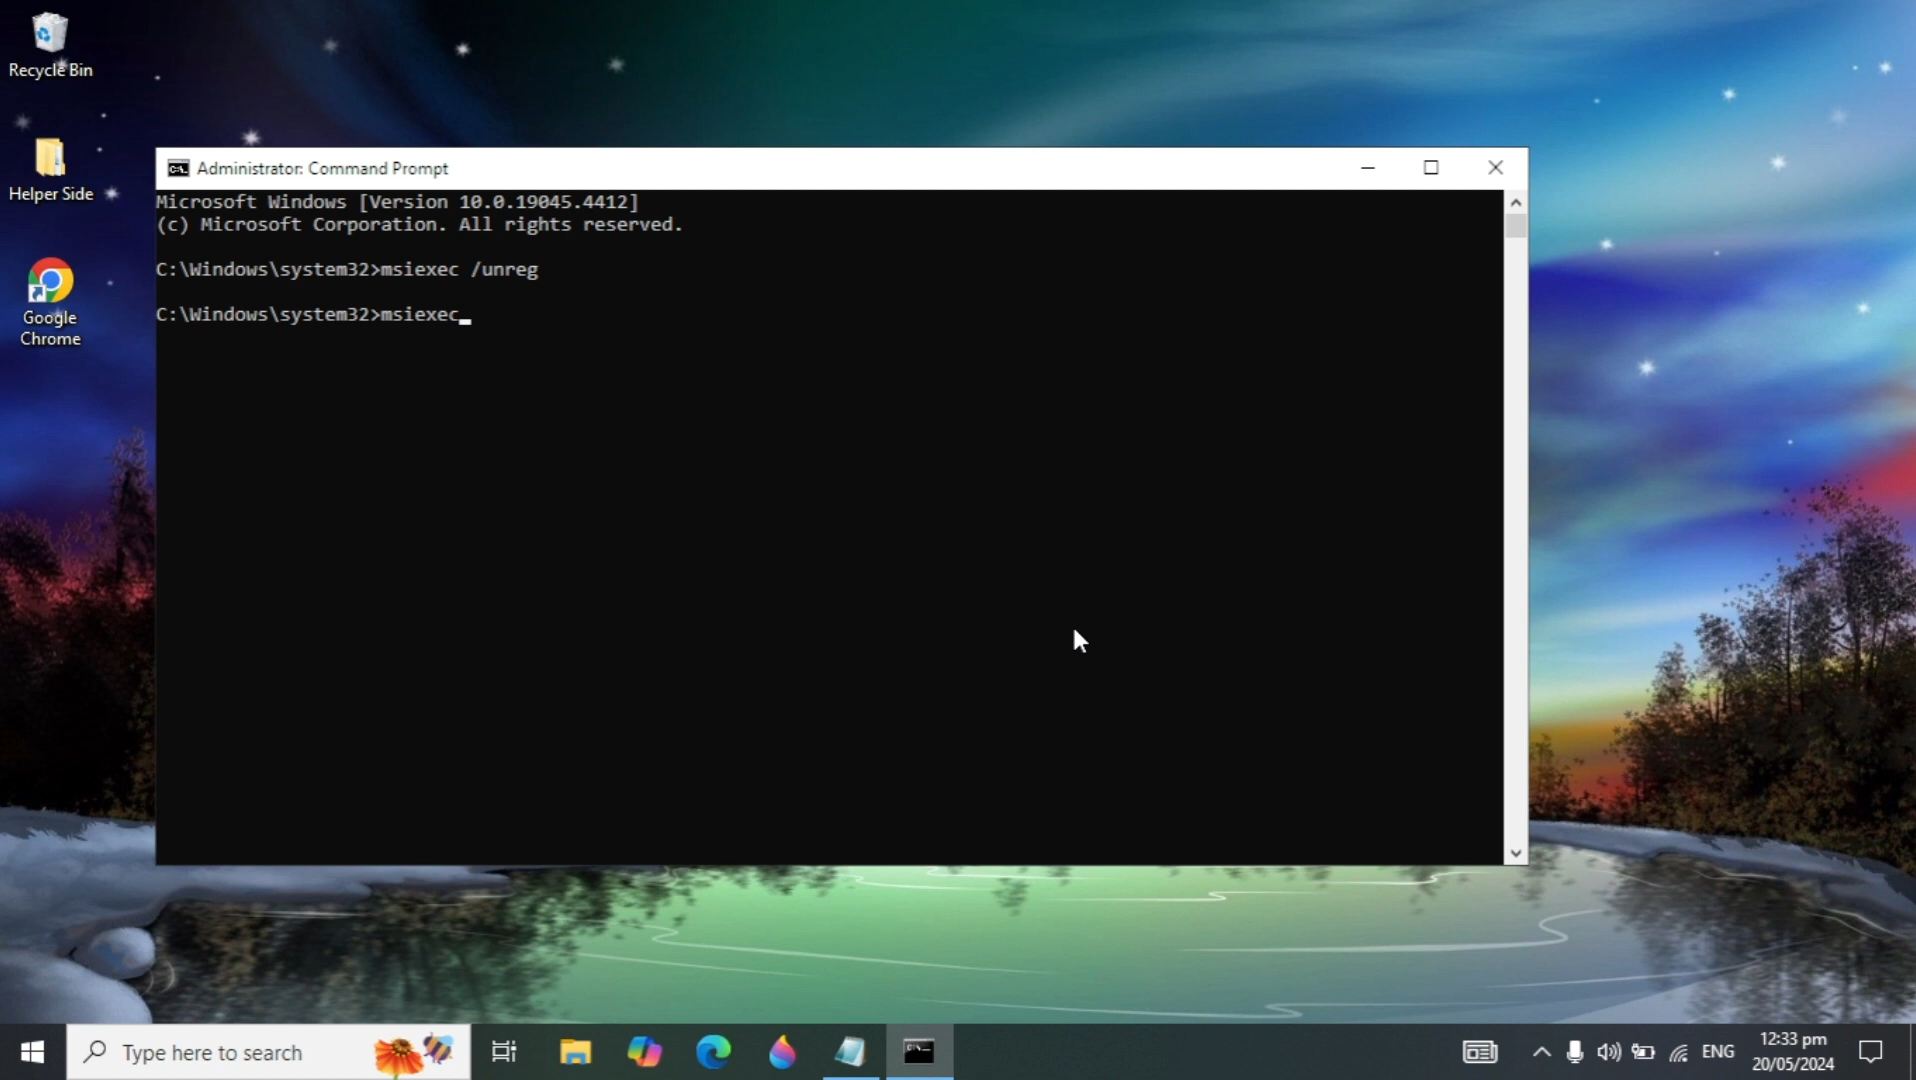 Recycle Bin
Helper Side
Google
Chrome
Administrator: Command Prompt
Microsoft Windows [Version 10.0.19045.4412]
(c) Microsoft Corporation. All rights reserved.
C:\Windows\system32>msiexec /unreg
C:\Windows\system32>msiexec
Type here to search
ENG
12:33 pm
20/05/2024